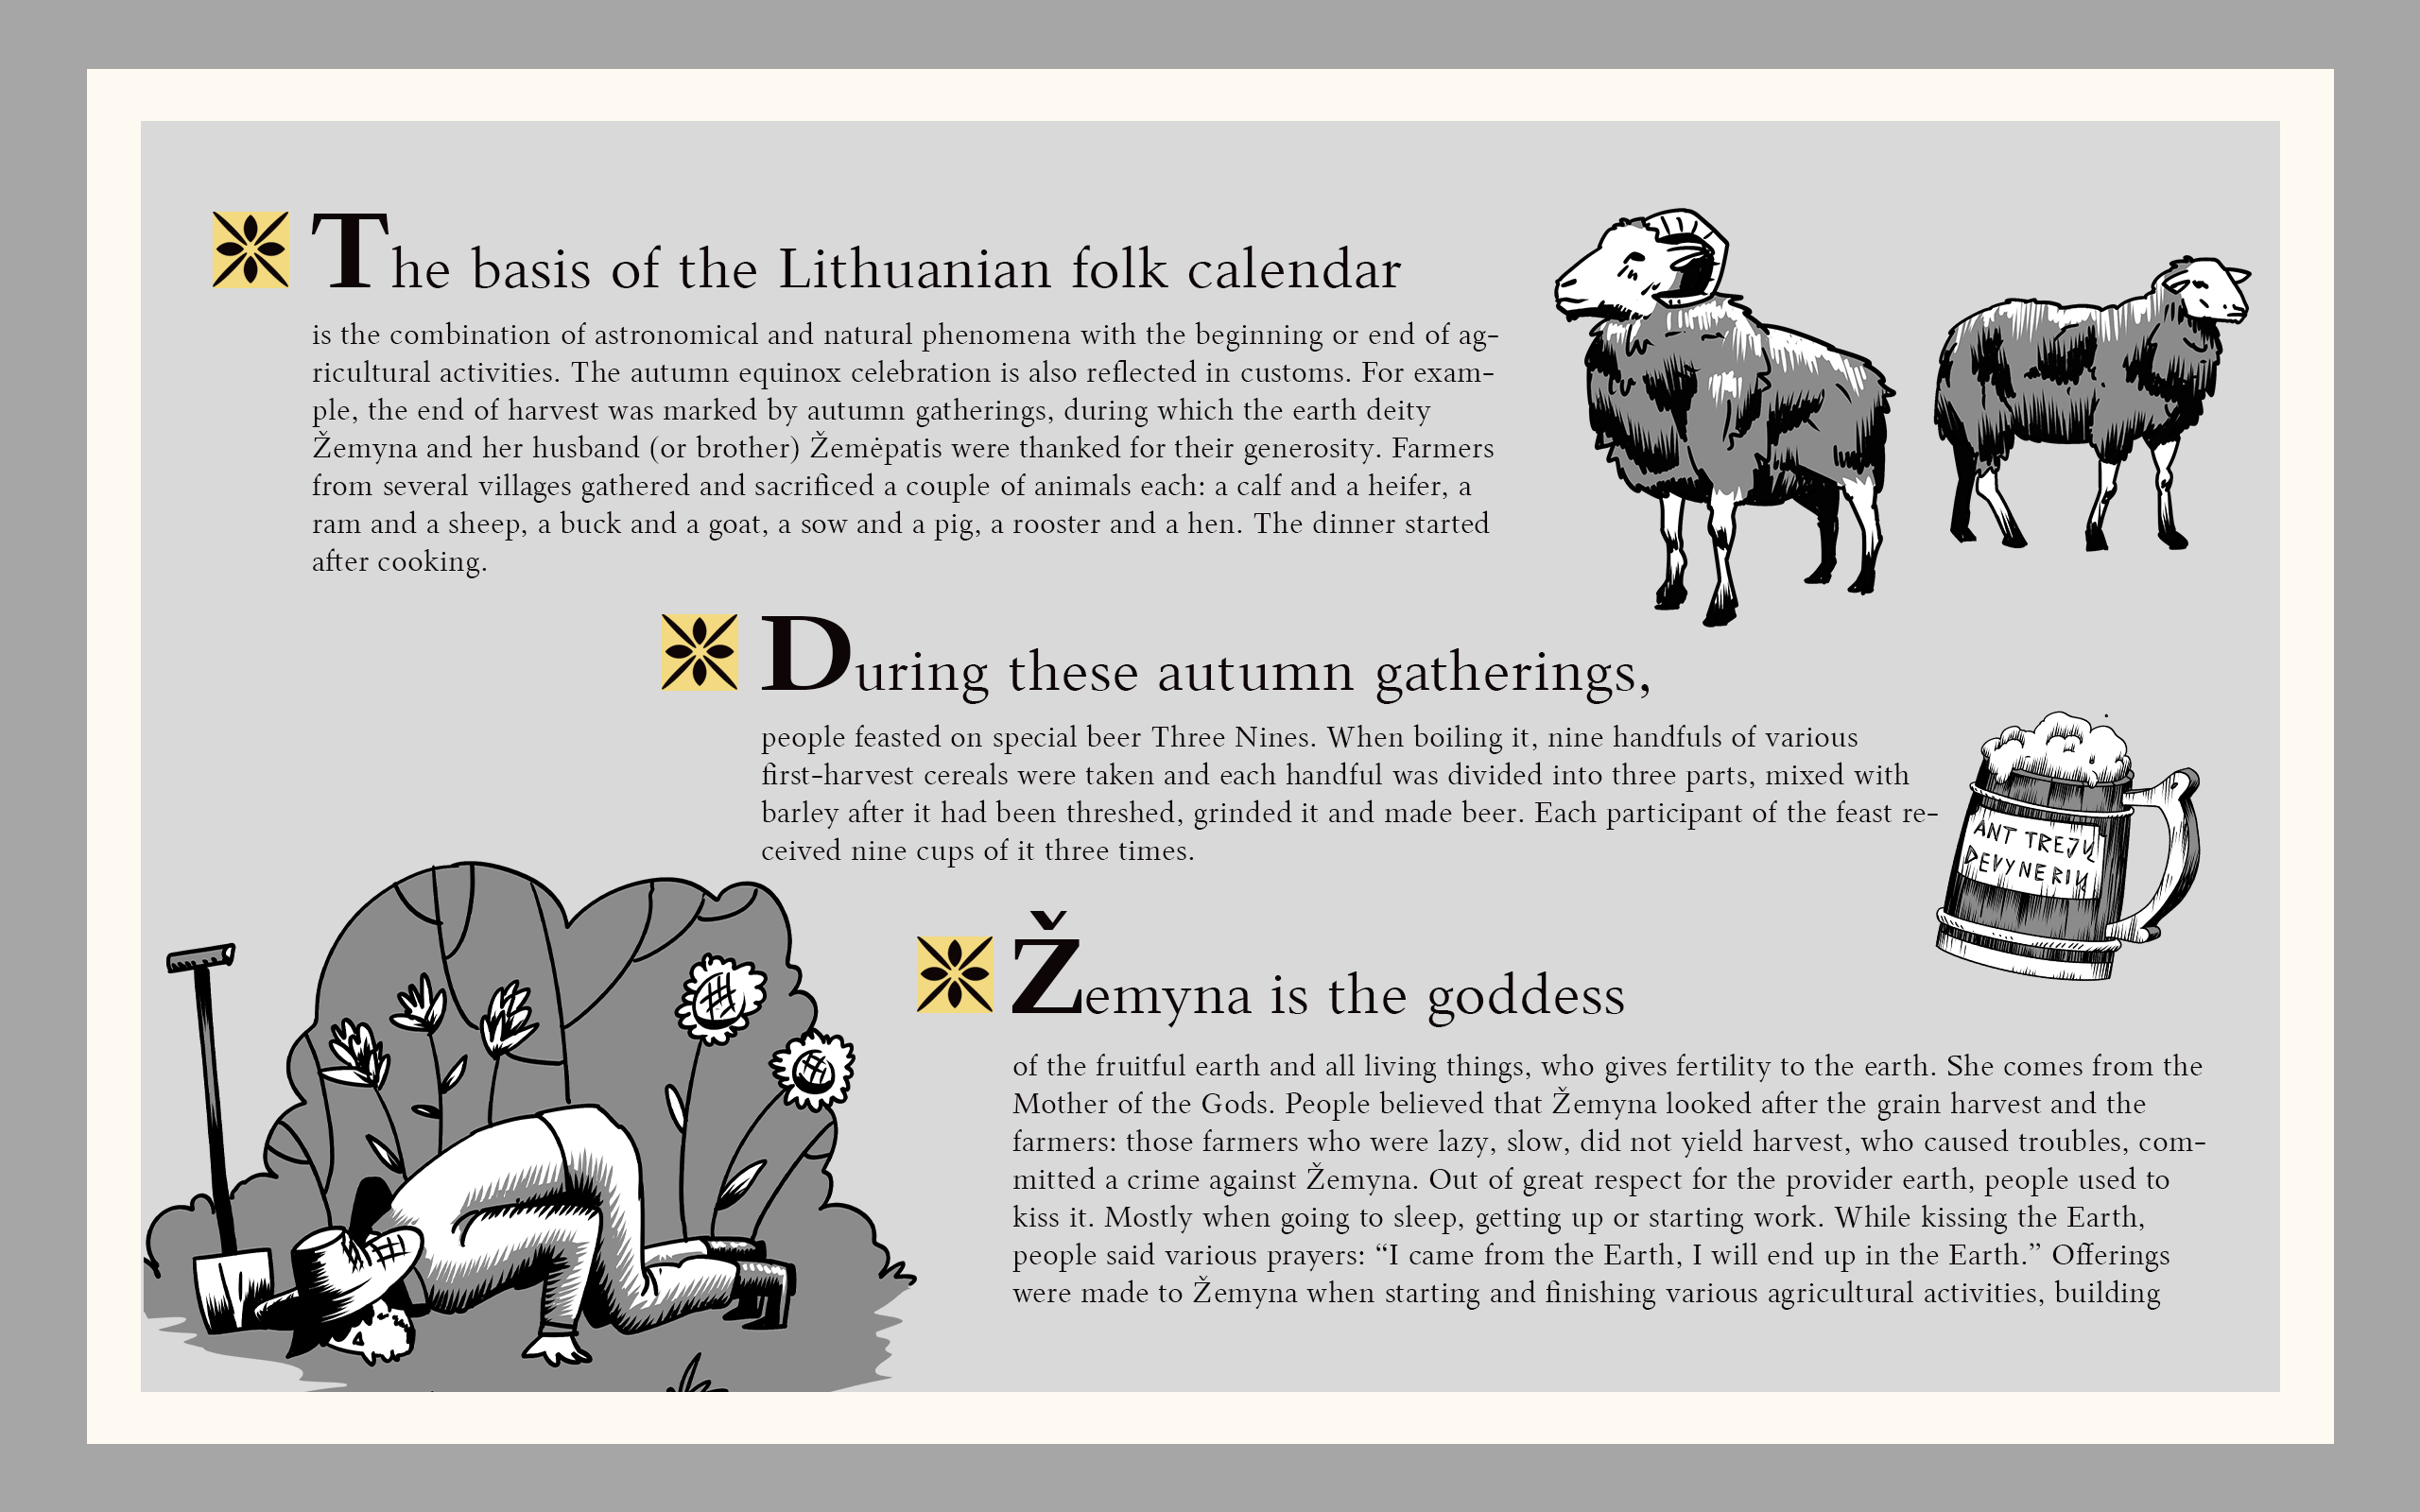 The basis of the Lithuanian folk calendar
is the combination of astronomical and natural phenomena with the beginning or end of ag-
ricultural activities. The autumn equinox celebration is also reflected in customs. For exam-
ple, the end of harvest was marked by autumn gatherings, during which the earth deity
Žemyna and her husband (or brother) Žemėpatis were thanked for their generosity. Farmers
from several villages gathered and sacrificed a couple of animals each: a calf and a heifer, a
ram and a sheep, a buck and a goat, a sow and a pig, a rooster and a hen. The dinner started
after cooking.
During these autumn gatherings,
people feasted on special beer Three Nines. When boiling it, nine handfuls of various
first-harvest cereals were taken and each handful was divided into three parts, mixed with
barley after it had been threshed, grinded it and made beer. Each participant of the feast re-
ceived nine cups of it three times.
ANT TREJŲ
DEVYNERIŲ
Žemyna is the goddess
of the fruitful earth and all living things, who gives fertility to the earth. She comes from the
Mother of the Gods. People believed that Žemyna looked after the grain harvest and the
farmers: those farmers who were lazy, slow, did not yield harvest, who caused troubles, com-
mitted a crime against Žemyna. Out of great respect for the provider earth, people used to
kiss it. Mostly when going to sleep, getting up or starting work. While kissing the Earth,
people said various prayers: “I came from the Earth, I will end up in the Earth.” Offerings
were made to Žemyna when starting and finishing various agricultural activities, building